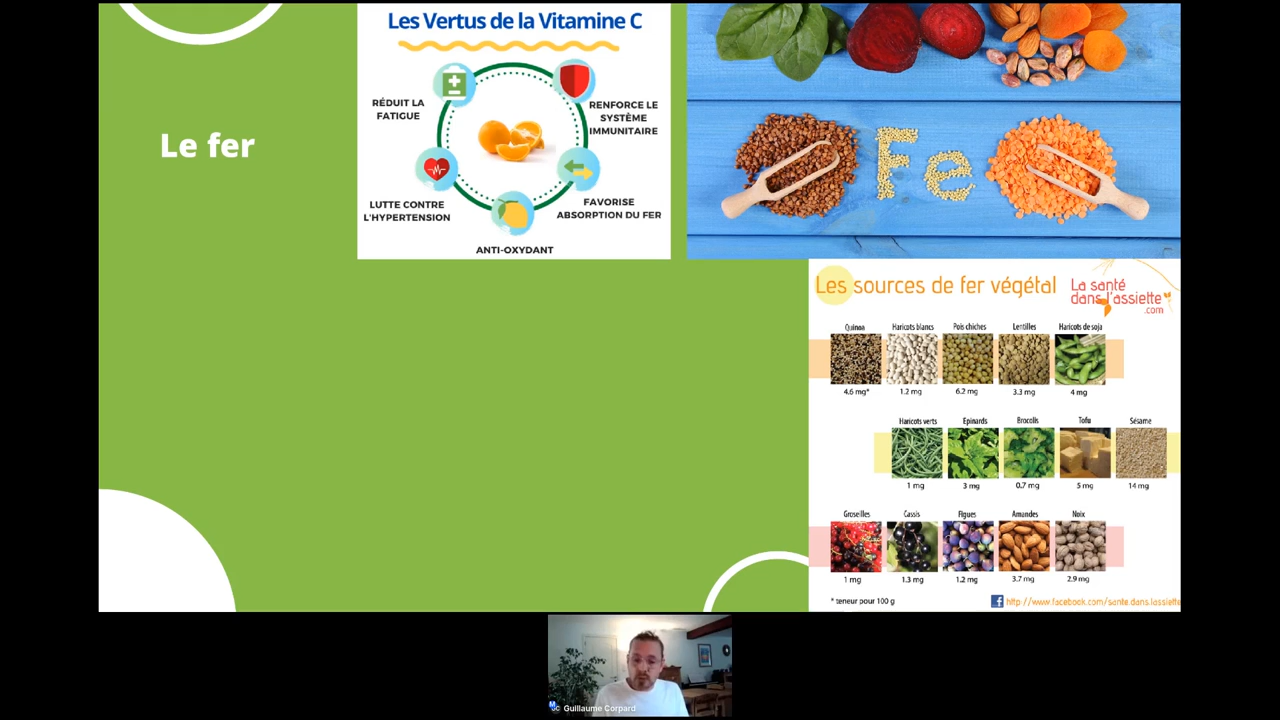 Le fer
Les Vertus de la Vitamine C
RÉDUIT LA
FATIGUE
RENFORCE LE
SYSTÈME
IMMUNITAIRE
LUTTE CONTRE
L'HYPERTENSION
FAVORISE
ABSORPTION DU FER
ANTI-OXYDANT
Fe
Les sources de fer végétal
La santé
dans l'assiette
.com
Quinoa Haricots blancs Pois chiches Lentilles Haricots de soja
4.6 mg* 1.2 mg 6.2 mg 3.3 mg 4 mg
Haricots verts Epinards Brocolis Tofu Sésame
1 mg 3 mg 0.7 mg 5 mg 14 mg
Groseilles Cassis Figues Amandes Noix
1 mg 1.3 mg 1.2 mg 3.7 mg 2.9 mg
* teneur pour 100 g
http://www.facebook.com/sante.dans.lassiette
Guillaume Corpard